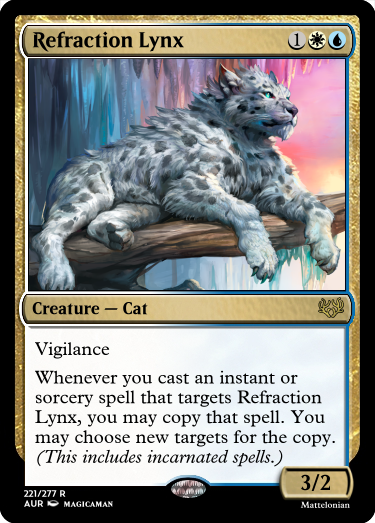 Refraction Lynx 1
Creature — Cat
Vigilance
Whenever you cast an instant or
sorcery spell that targets Refraction
Lynx, you may copy that spell. You
may choose new targets for the copy.
(This includes incarnated spells.)
3/2
221/277 R
AUR MAGICAMAN
Mattelonian